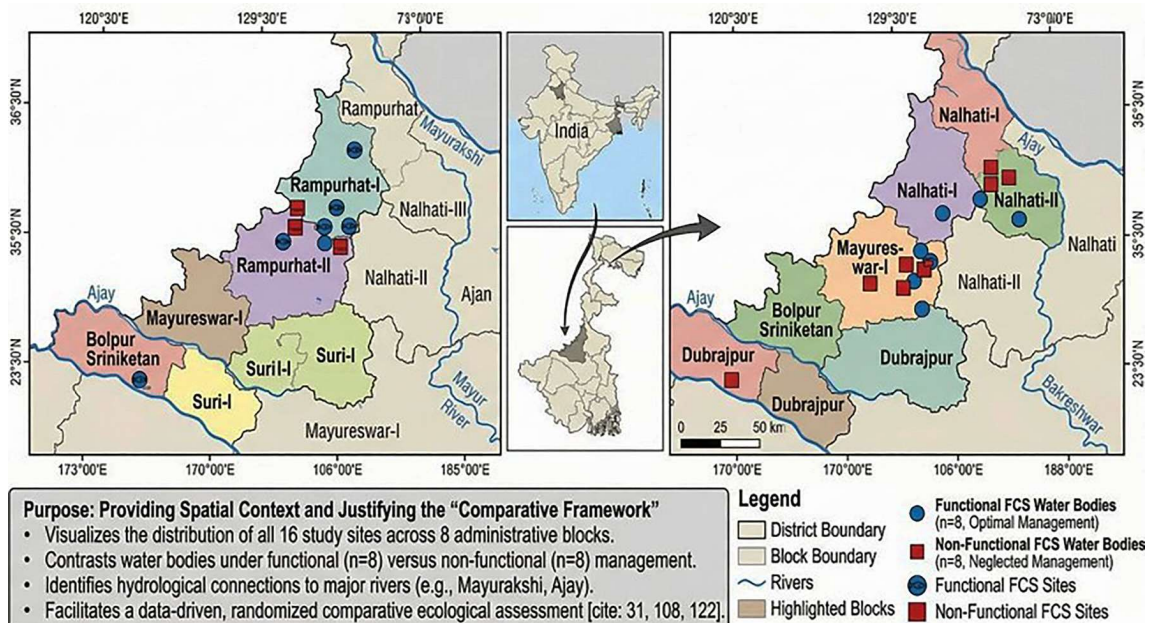 120°30'E
129°30'E
73°00'E
120°30'E
129°30'E
73°00'E
36°30'N
35°30'N
23°30'N
Rampurhat
Mayurakshi
Rampurhat-I
Nalhati-III
Rampurhat-II
Nalhati-II
Ajan
Ajay
Mayureswar-I
Bolpur
Sriniketan
Suri I-I
Suri-I
Suri-I
Mayur
River
Mayureswar-I
173°00'E
170°00'E
106°00'E
185°00'E
India
Nalhati-I
Ajay
Nalhati-I
Nalhati-II
Mayures-
war-I
Nalhati
Nalhati-II
Bolpur
Sriniketan
Ajay
Dubrajpur
Dubrajpur
Dubrajpur
Bakreshwar
0 25 50 km
35°30'N
35°30'N
23°30'N
170°00'E
170°00'E
106°00'E
188°00'E
Purpose: Providing Spatial Context and Justifying the “Comparative Framework”
• Visualizes the distribution of all 16 study sites across 8 administrative blocks.
• Contrasts water bodies under functional (n=8) versus non-functional (n=8) management.
• Identifies hydrological connections to major rivers (e.g., Mayurakshi, Ajay).
• Facilitates a data-driven, randomized comparative ecological assessment [cite: 31, 108, 122].
Legend
District Boundary
Block Boundary
Rivers
Highlighted Blocks
Functional FCS Water Bodies
(n=8, Optimal Management)
Non-Functional FCS Water Bodies
(n=8, Neglected Management)
Functional FCS Sites
Non-Functional FCS Sites